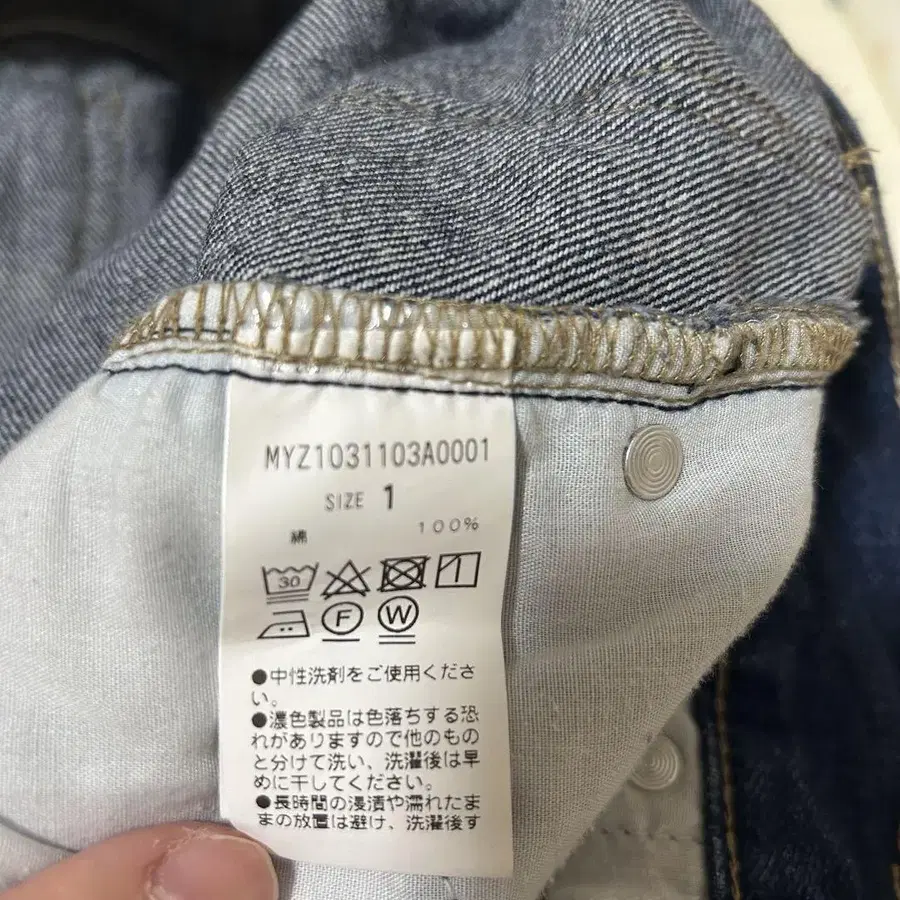 MYZ1031103A0001
SIZE 1
綿 100%
30
F W
●中性洗剤をご使用くださ
い。
●濃色製品は色落ちする恐
れがありますので他のもの
と分けて洗い、洗濯後は早
めに干してください。
●長時間の浸漬や濡れたま
まの放置は避け、洗濯後す